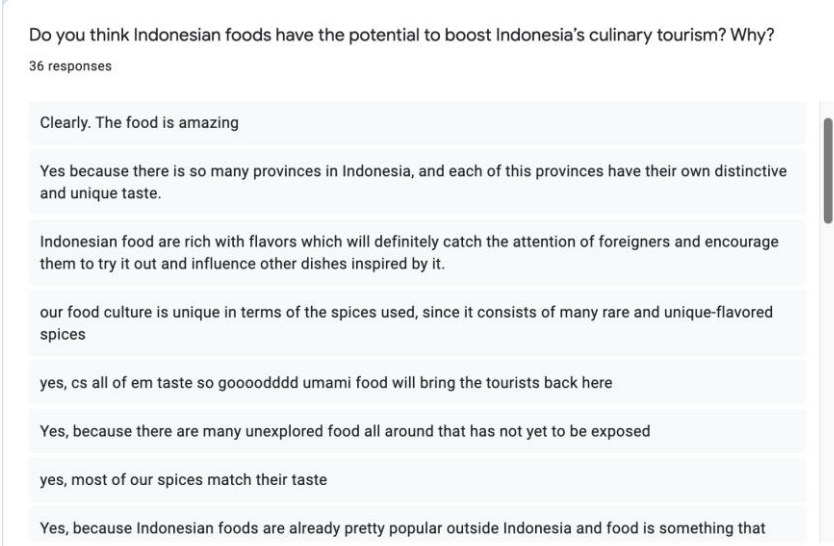 Do you think Indonesian foods have the potential to boost Indonesia's culinary tourism? Why?
36 responses
Clearly. The food is amazing
Yes because there is so many provinces in Indonesia, and each of this provinces have their own distinctive
and unique taste.
Indonesian food are rich with flavors which will definitely catch the attention of foreigners and encourage
them to try it out and influence other dishes inspired by it.
our food culture is unique in terms of the spices used, since it consists of many rare and unique-flavored
spices
yes, cs all of em taste so goooodddd umami food will bring the tourists back here
Yes, because there are many unexplored food all around that has not yet to be exposed
yes, most of our spices match their taste
Yes, because Indonesian foods are already pretty popular outside Indonesia and food is something that